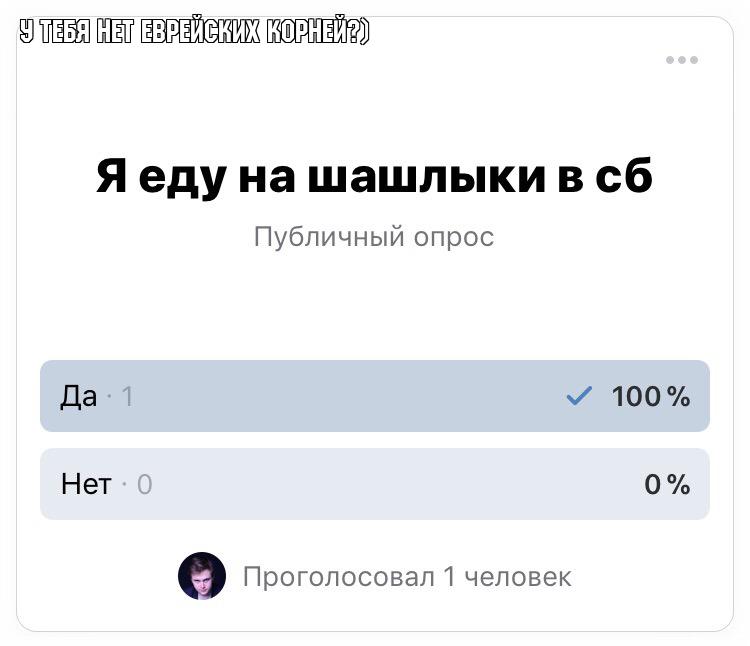 У ТЕБЯ НЕТ ЕВРЕЙСКИХ КОРНЕЙ?)
Я еду на шашлыки в сб
Публичный опрос
Да · 1 100 %
Нет · 0 0 %
Проголосовал 1 человек